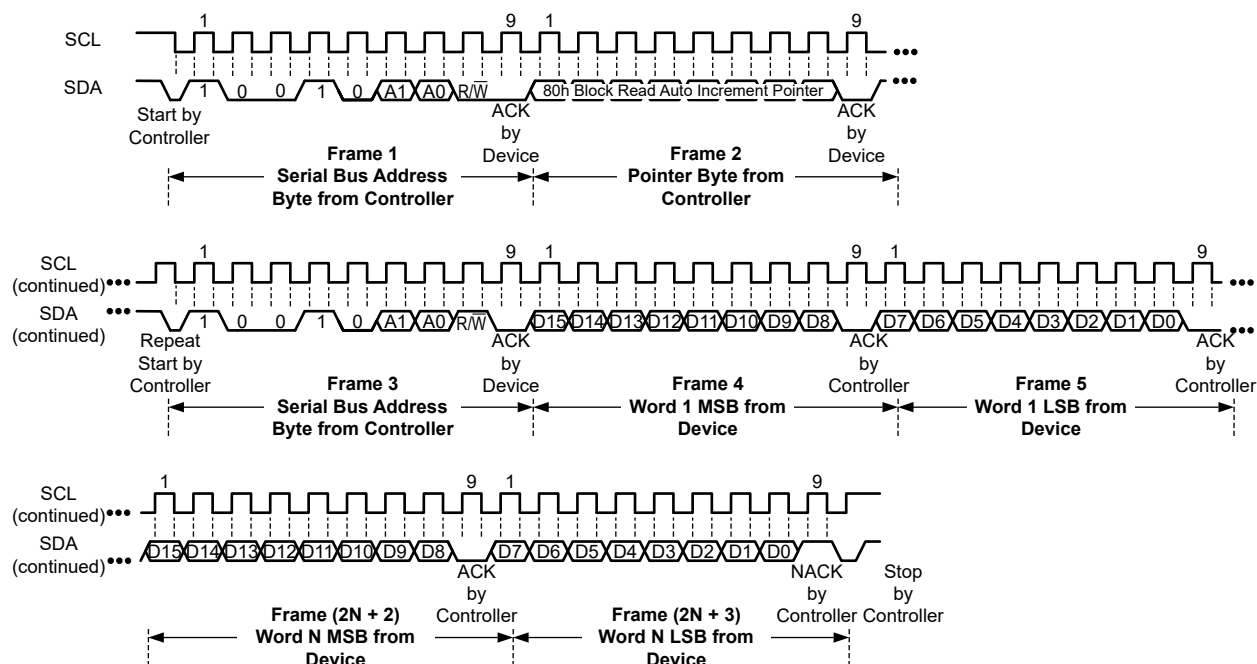 1 9 1 9
SCL
SDA
1 0 0 1 0 A1 A0 R/W̅ 80h Block Read Auto Increment Pointer
Start by
Controller
ACK
by
Device
ACK
by
Device
Frame 1
Serial Bus Address
Byte from Controller
Frame 2
Pointer Byte from
Controller
1 9 1 9 1 9
SCL
(continued)
SDA
(continued)
1 0 0 1 0 A1 A0 R/W̅ D15 D14 D13 D12 D11 D10 D9 D8 D7 D6 D5 D4 D3 D2 D1 D0
Repeat
Start by
Controller
ACK
by
Device
ACK
by
Controller
ACK
by
Controller
Frame 3
Serial Bus Address
Byte from Controller
Frame 4
Word 1 MSB from
Device
Frame 5
Word 1 LSB from
Device
1 9 1 9
SCL
(continued)
SDA
(continued)
D15 D14 D13 D12 D11 D10 D9 D8 D7 D6 D5 D4 D3 D2 D1 D0
ACK
by
Controller
NACK
by
Controller
Stop
by
Controller
Frame (2N + 2)
Word N MSB from
Device
Frame (2N + 3)
Word N LSB from
Device